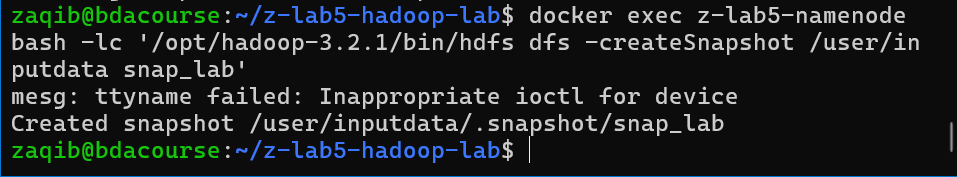 zaqib@bdacourse:~/z-lab5-hadoop-lab$ docker exec z-lab5-namenode
bash -lc '/opt/hadoop-3.2.1/bin/hdfs dfs -createSnapshot /user/in
putdata snap_lab'
mesg: ttyname failed: Inappropriate ioctl for device
Created snapshot /user/inputdata/.snapshot/snap_lab
zaqib@bdacourse:~/z-lab5-hadoop-lab$